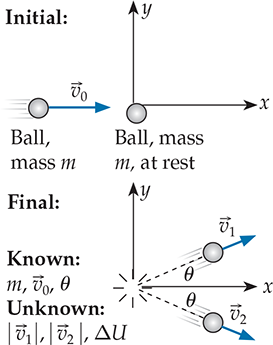 Initial:
y
v⃗₀
x
Ball,
mass m
Ball, mass
m, at rest
Final:
y
v⃗₁
Known:
m, v⃗₀, θ
θ
x
θ
Unknown:
|v⃗₁|, |v⃗₂|, ΔU
v⃗₂